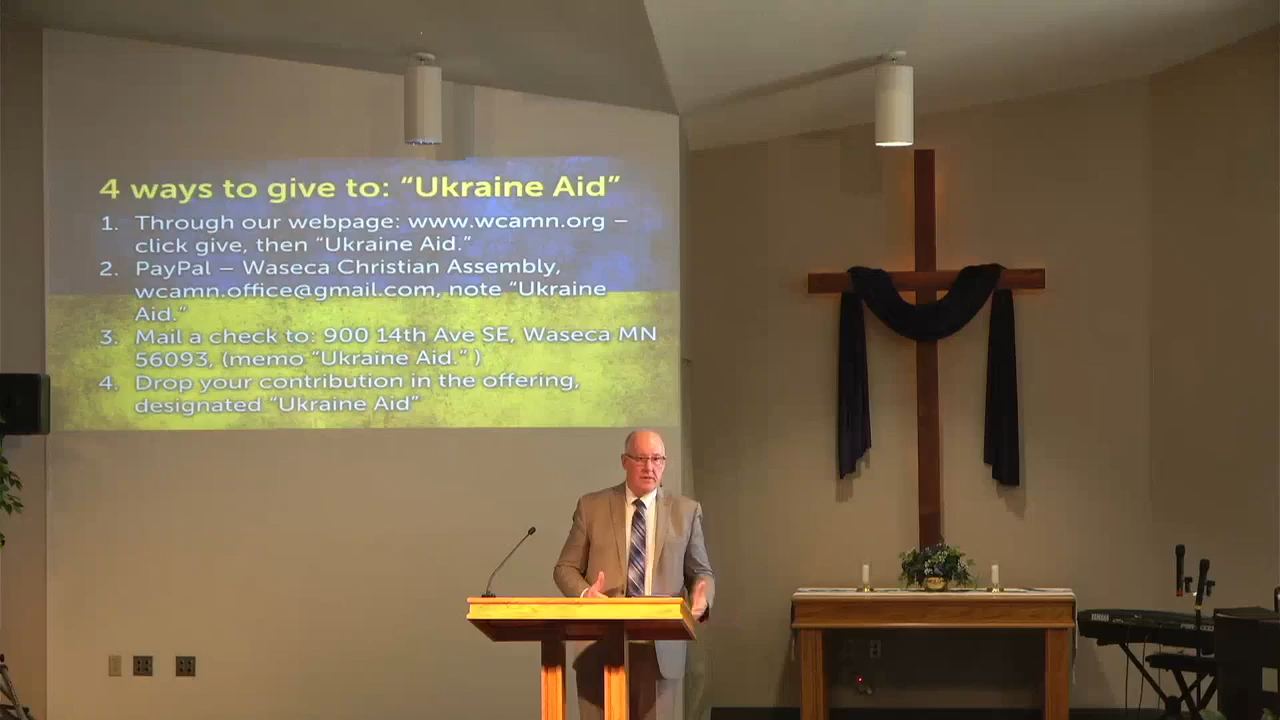 4 ways to give to: “Ukraine Aid”
1. Through our webpage: www.wcamn.org –
click give, then “Ukraine Aid.”
2. PayPal – Waseca Christian Assembly,
wcamn.office@gmail.com, note “Ukraine
Aid.”
3. Mail a check to: 900 14th Ave SE, Waseca MN
56093, (memo “Ukraine Aid.” )
4. Drop your contribution in the offering,
designated “Ukraine Aid”
YAMAHA